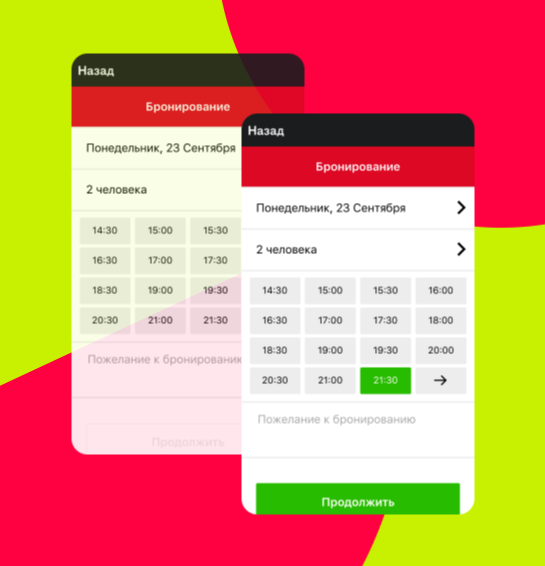 Назад
Бронирование
Понедельник, 23 Сентября
2 человека
14:30 15:00 15:30
16:30 17:00 17:30
18:30 19:00 19:30
20:30 21:00 21:30
Пожелание к бронированию
Продолжить
Назад
Бронирование
Понедельник, 23 Сентября
2 человека
14:30 15:00 15:30 16:00
16:30 17:00 17:30 18:00
18:30 19:00 19:30 20:00
20:30 21:00 21:30 →
Пожелание к бронированию
Продолжить